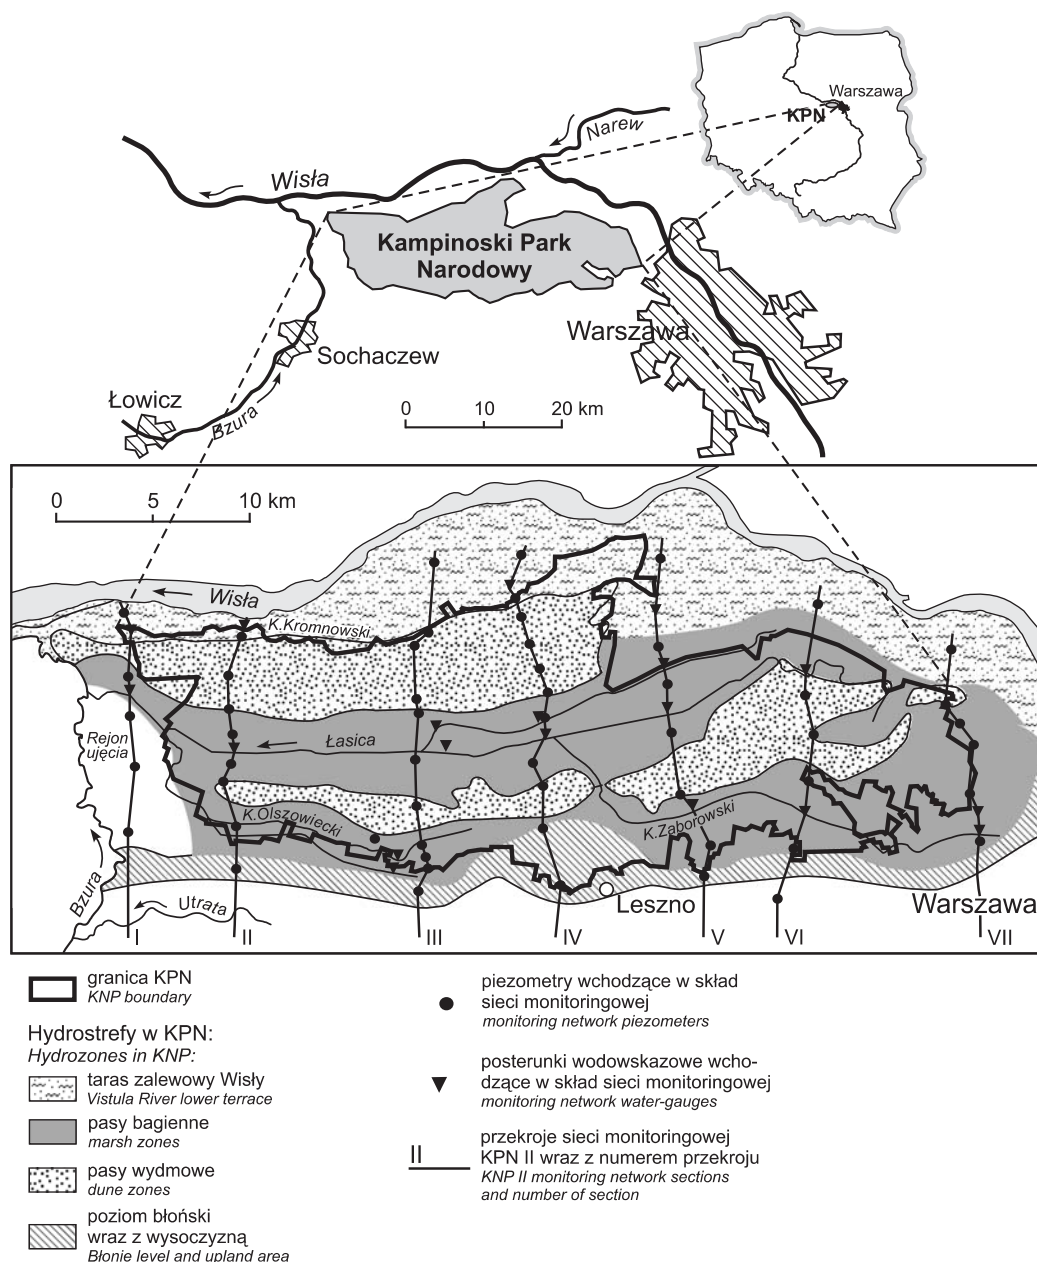 Warszawa
KPN
Narew
Wisła
Kampinoski Park
Narodowy
Warszawa
Sochaczew
Łowicz
Bzura
0 10 20 km
0 5 10 km
Wisła
K.Kromnowski
Rejon
ujęcia
Łasica
K.Olszowiecki
K.Zaborowski
Bzura
Utrata
Leszno
Warszawa
I II III IV V VI VII
granica KPN
KNP boundary
Hydrostrefy w KPN:
Hydrozones in KNP:
taras zalewowy Wisły
Vistula River lower terrace
pasy bagienne
marsh zones
pasy wydmowe
dune zones
poziom błoński
wraz z wysoczyzną
Błonie level and upland area
piezometry wchodzące w skład
sieci monitoringowej
monitoring network piezometers
posterunki wodowskazowe wcho-
dzące w skład sieci monitoringowej
monitoring network water-gauges
II
przekroje sieci monitoringowej
KPN II wraz z numerem przekroju
KNP II monitoring network sections
and number of section